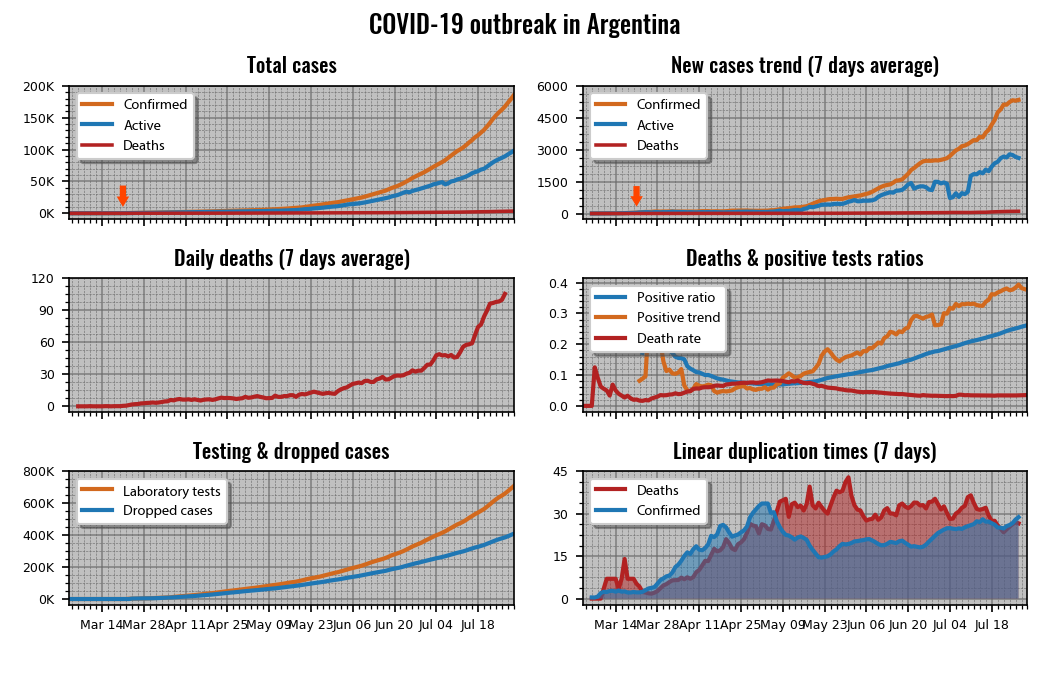 COVID-19 outbreak in Argentina
Total cases
200K
150K
100K
50K
0K
Confirmed
Active
Deaths
New cases trend (7 days average)
6000
4500
3000
1500
0
Confirmed
Active
Deaths
Daily deaths (7 days average)
120
90
60
30
0
Deaths & positive tests ratios
0.4
0.3
0.2
0.1
0.0
Positive ratio
Positive trend
Death rate
Testing & dropped cases
800K
600K
400K
200K
0K
Laboratory tests
Dropped cases
Mar 14 Mar 28 Apr 11 Apr 25 May 09 May 23 Jun 06 Jun 20 Jul 04 Jul 18
Linear duplication times (7 days)
45
30
15
0
Deaths
Confirmed
Mar 14 Mar 28 Apr 11 Apr 25 May 09 May 23 Jun 06 Jun 20 Jul 04 Jul 18